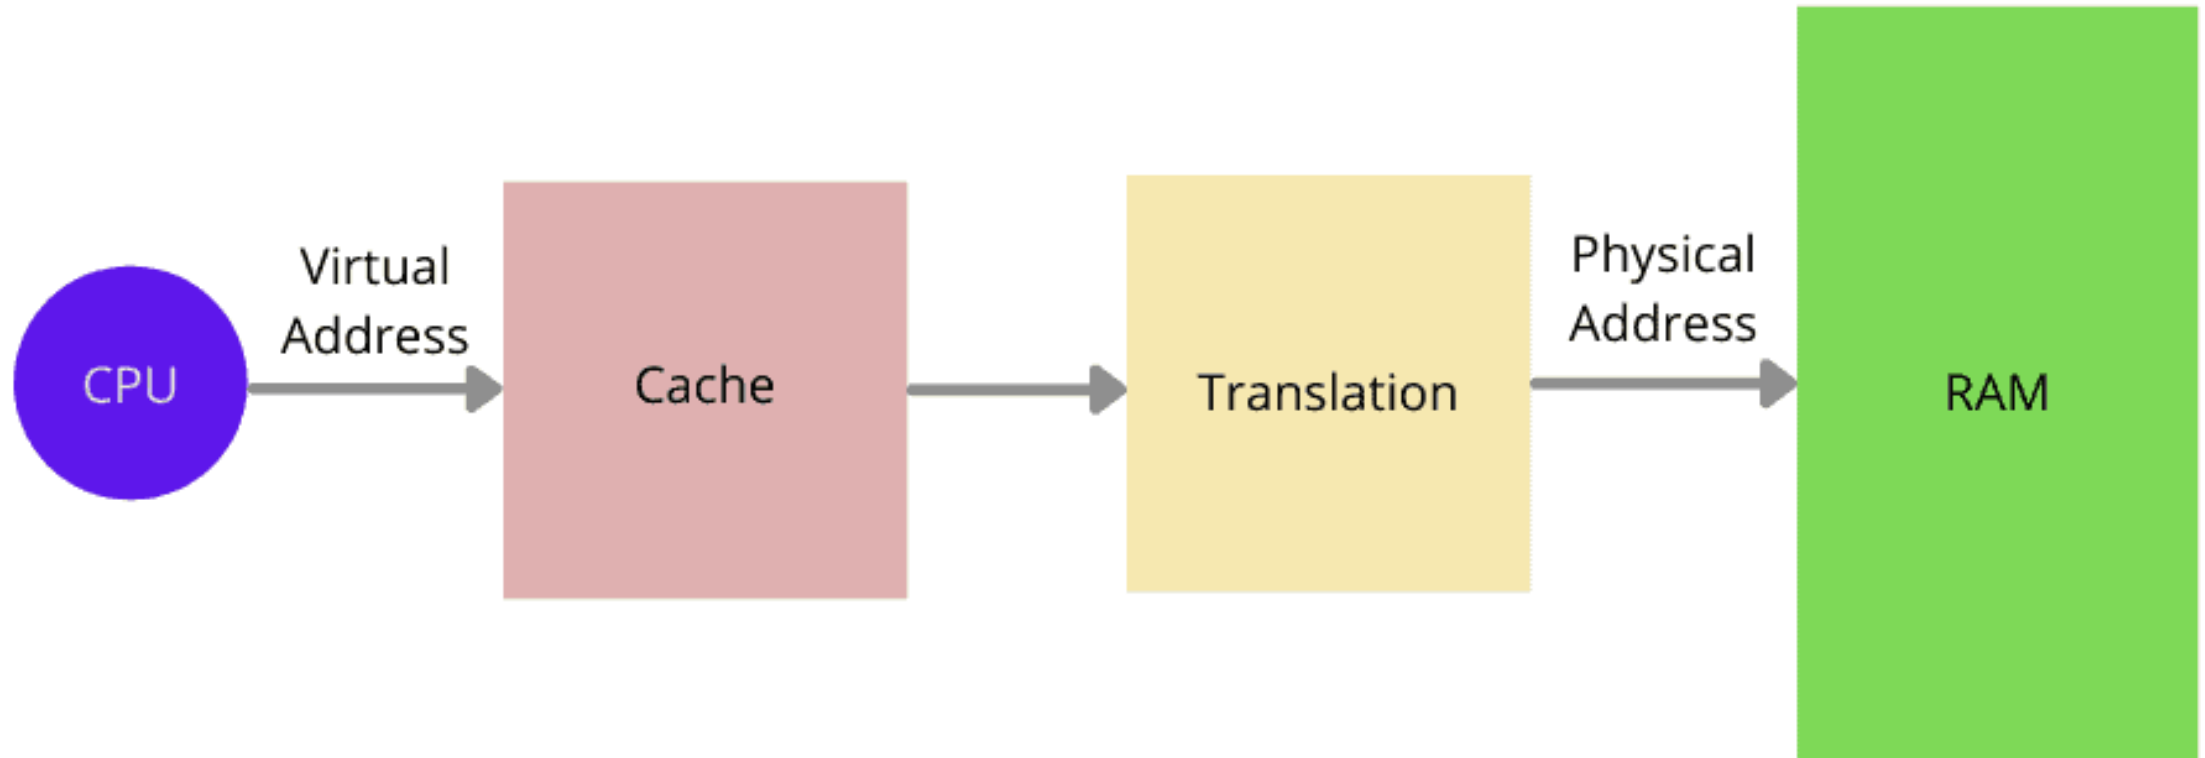 CPU
Virtual
Address
Cache
Translation
Physical
Address
RAM